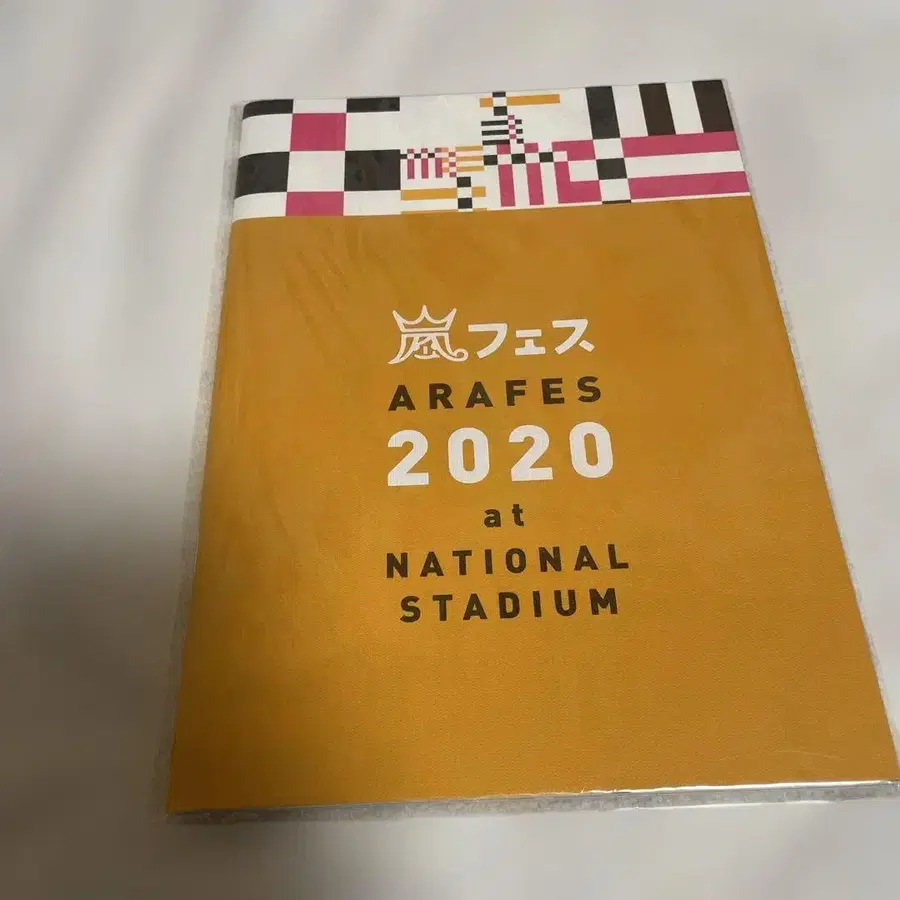 嵐フェス
ARAFES
2020
at
NATIONAL
STADIUM